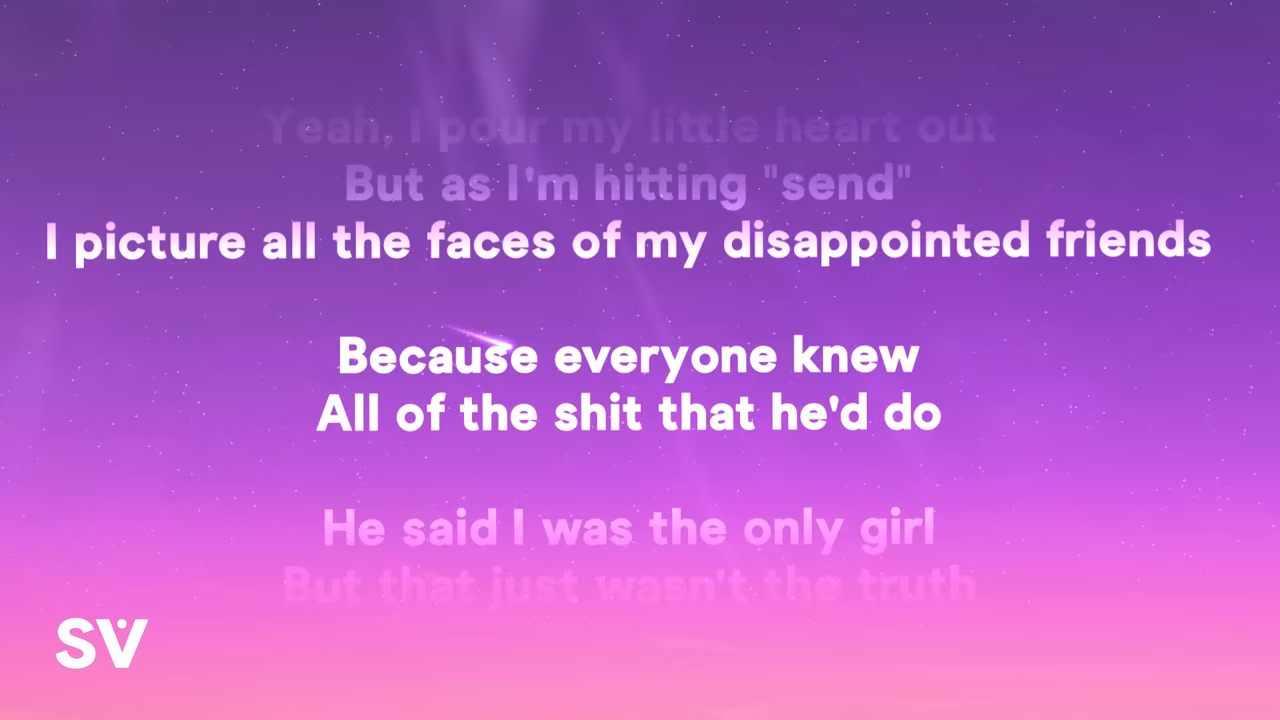 Yeah, I pour my little heart out
But as I'm hitting "send"
I picture all the faces of my disappointed friends
Because everyone knew
All of the shit that he'd do
He said I was the only girl
But that just wasn't the truth
SV